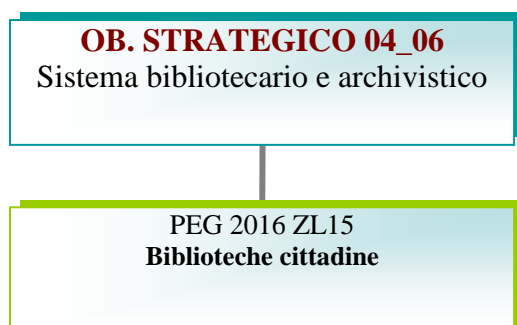 OB. STRATEGICO 04_06
Sistema bibliotecario e archivistico
PEG 2016 ZL15
Biblioteche cittadine